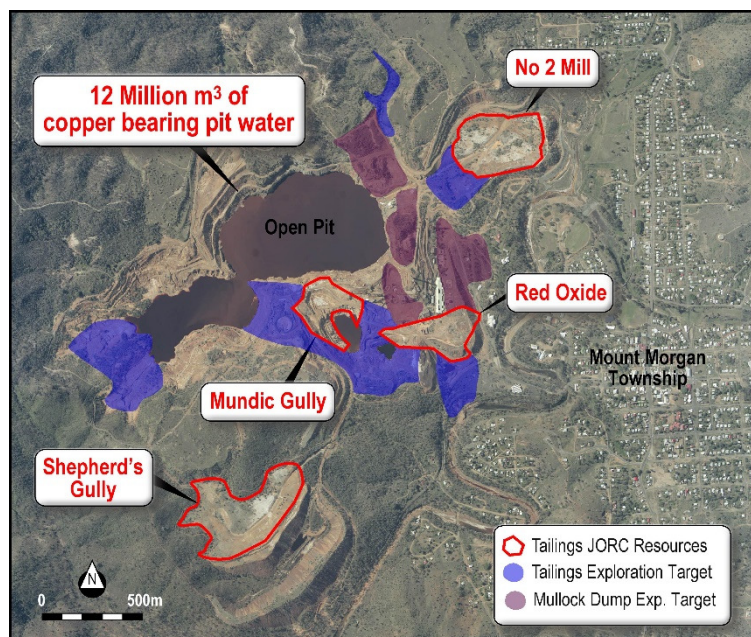 No 2 Mill
12 Million m³ of
copper bearing pit water
Open Pit
Red Oxide
Mount Morgan
Township
Mundic Gully
Shepherd's
Gully
N
0 500m
Tailings JORC Resources
Tailings Exploration Target
Mullock Dump Exp. Target